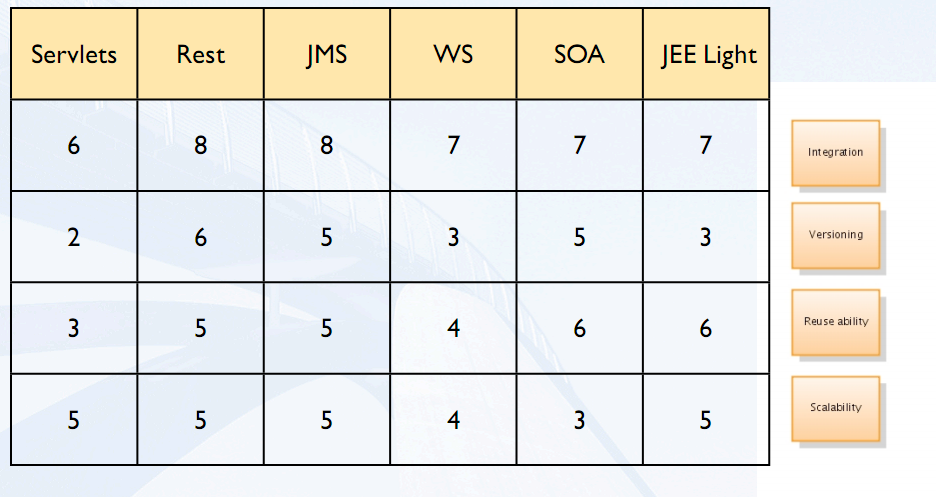 Servlets Rest JMS WS SOA JEE Light
6 8 8 7 7 7 Integration
2 6 5 3 5 3 Versioning
3 5 5 4 6 6 Reuse ability
5 5 5 4 3 5 Scalability